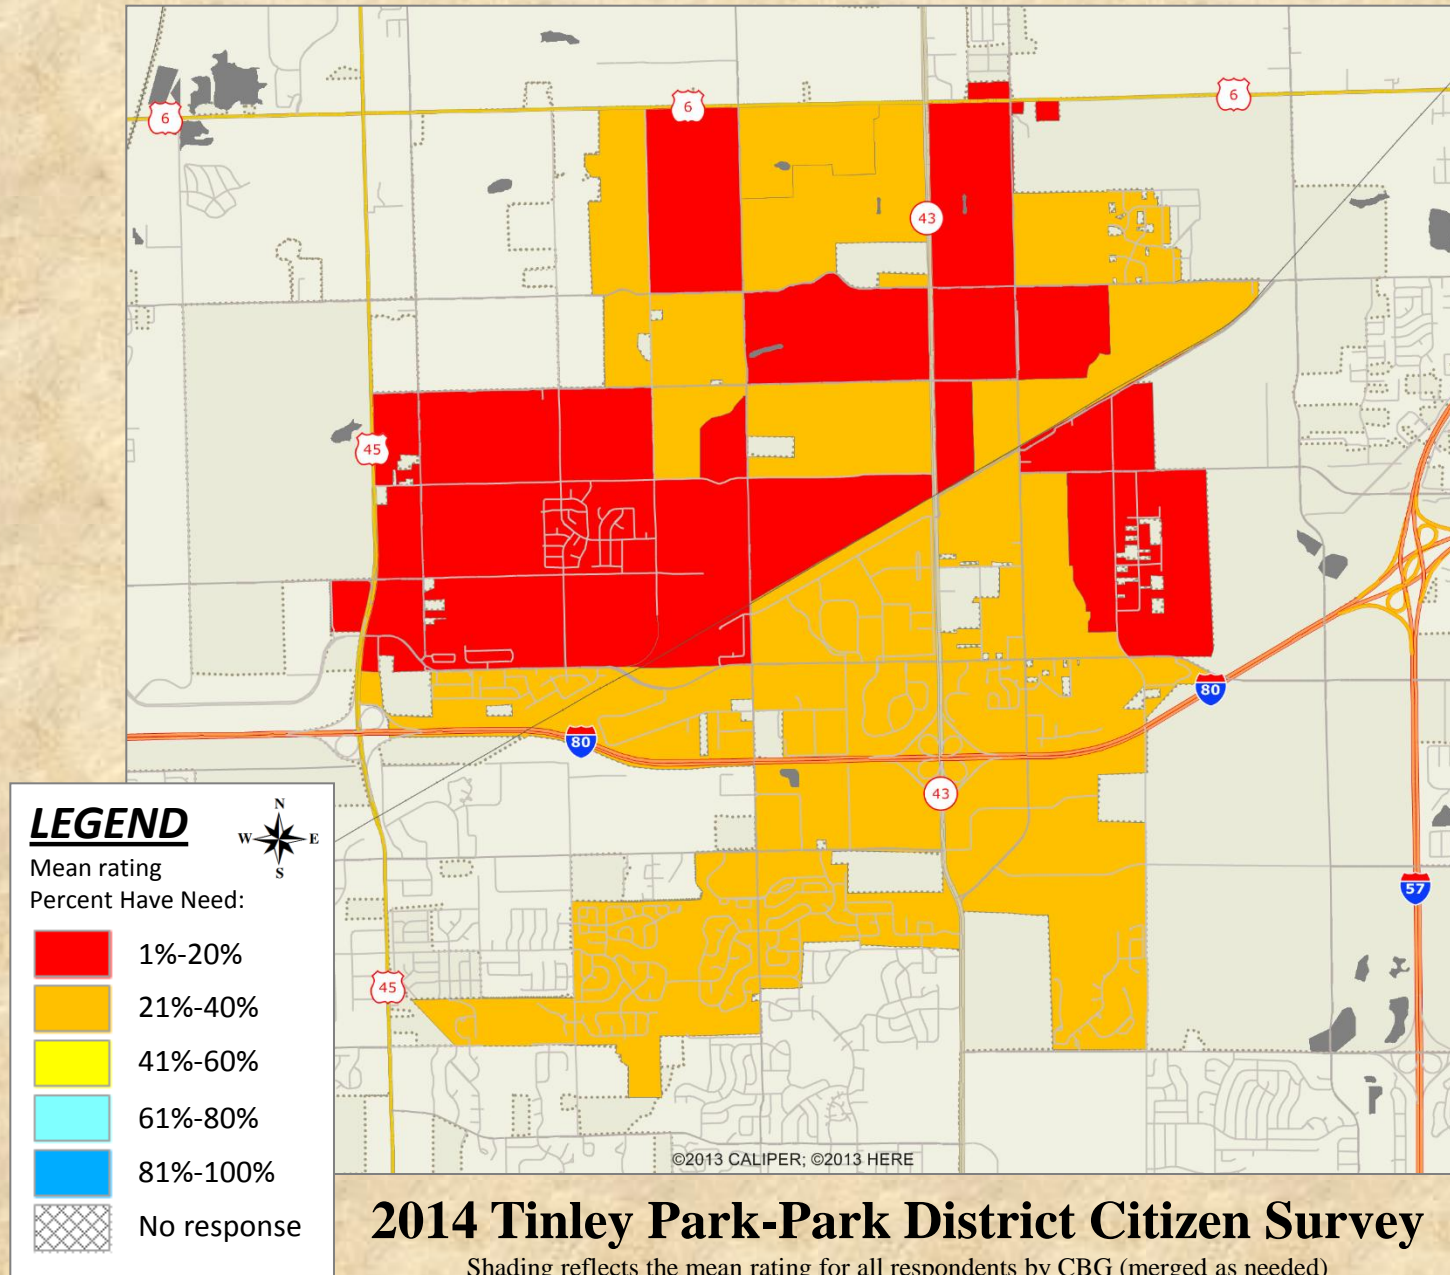 6
6
6
43
45
80
80
43
57
45
LEGEND
N
W E
S
Mean rating
Percent Have Need:
1%-20%
21%-40%
41%-60%
61%-80%
81%-100%
No response
©2013 CALIPER; ©2013 HERE
2014 Tinley Park-Park District Citizen Survey
Shading reflects the mean rating for all respondents by CBG (merged as needed)